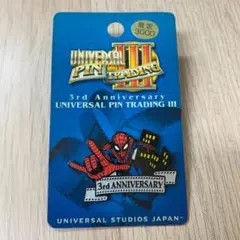 限定
3000
UNIVERSAL
PIN TRADING
III
3rd Anniversary
UNIVERSAL PIN TRADING III
3rd ANNIVERSARY
UNIVERSAL STUDIOS JAPAN